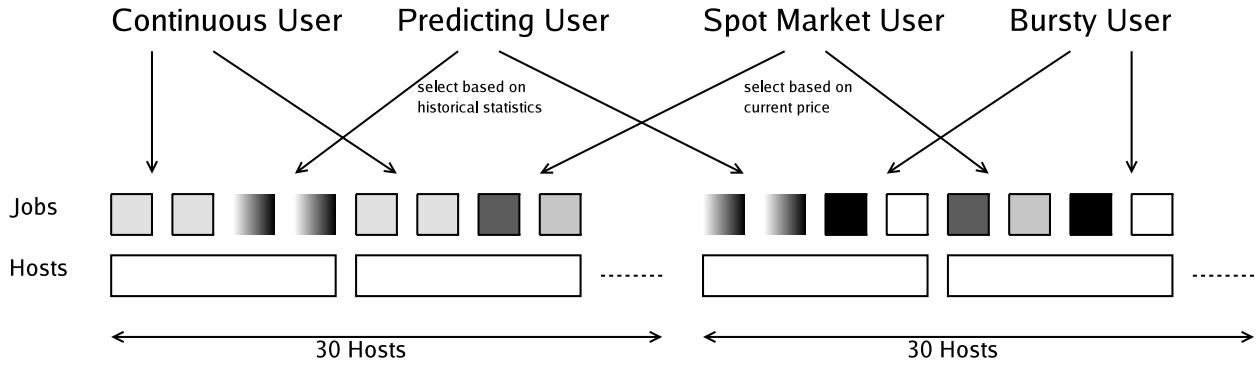 Continuous User Predicting User Spot Market User Bursty User
select based on
historical statistics
select based on
current price
Jobs
Hosts
30 Hosts 30 Hosts